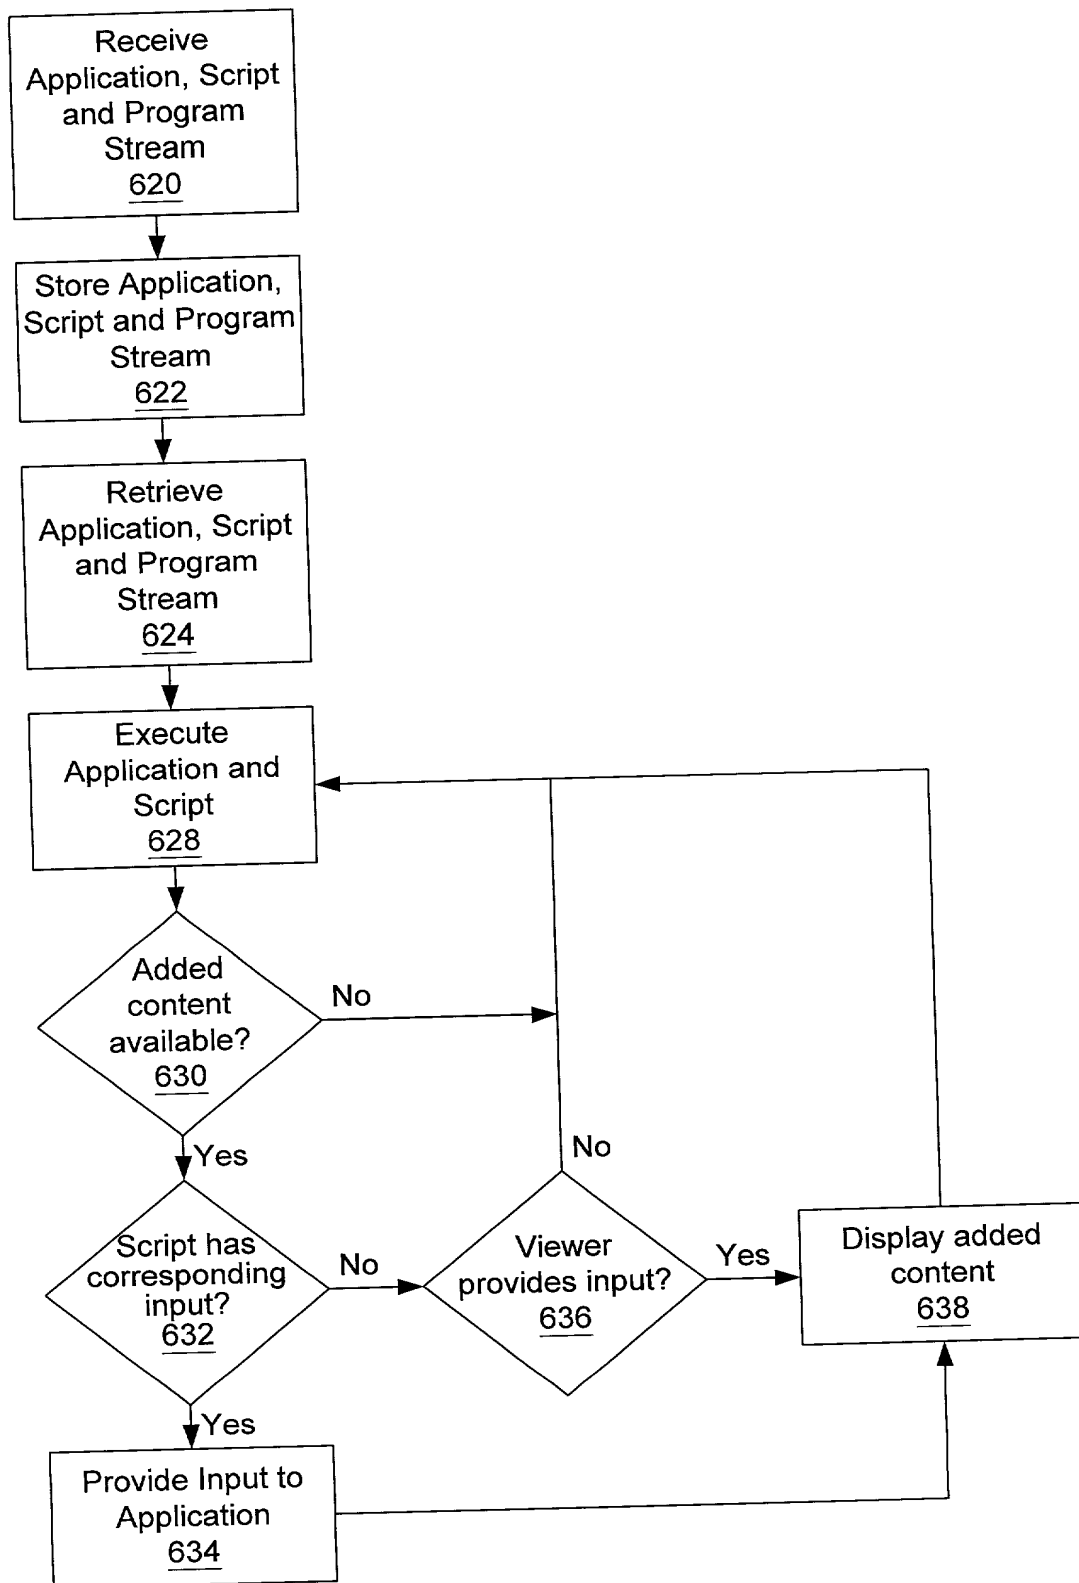 Receive
Application, Script
and Program
Stream
620
Store Application,
Script and Program
Stream
622
Retrieve
Application, Script
and Program
Stream
624
Execute
Application and
Script
628
Added
content
available?
630
No
Yes
Script has
corresponding
input?
632
No
Yes
Viewer
provides input?
636
No
Yes
Display added
content
638
Provide Input to
Application
634